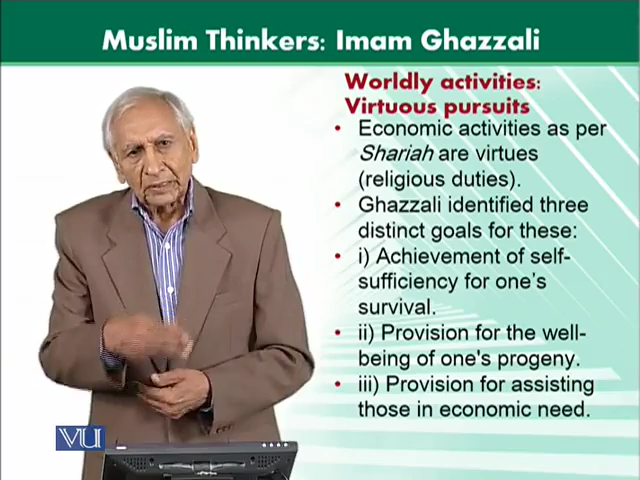 Muslim Thinkers: Imam Ghazzali
Worldly activities:
Virtuous pursuits
• Economic activities as per
Shariah are virtues
(religious duties).
• Ghazzali identified three
distinct goals for these:
• i) Achievement of self-
sufficiency for one's
survival.
• ii) Provision for the well-
being of one's progeny.
• iii) Provision for assisting
those in economic need.
VU